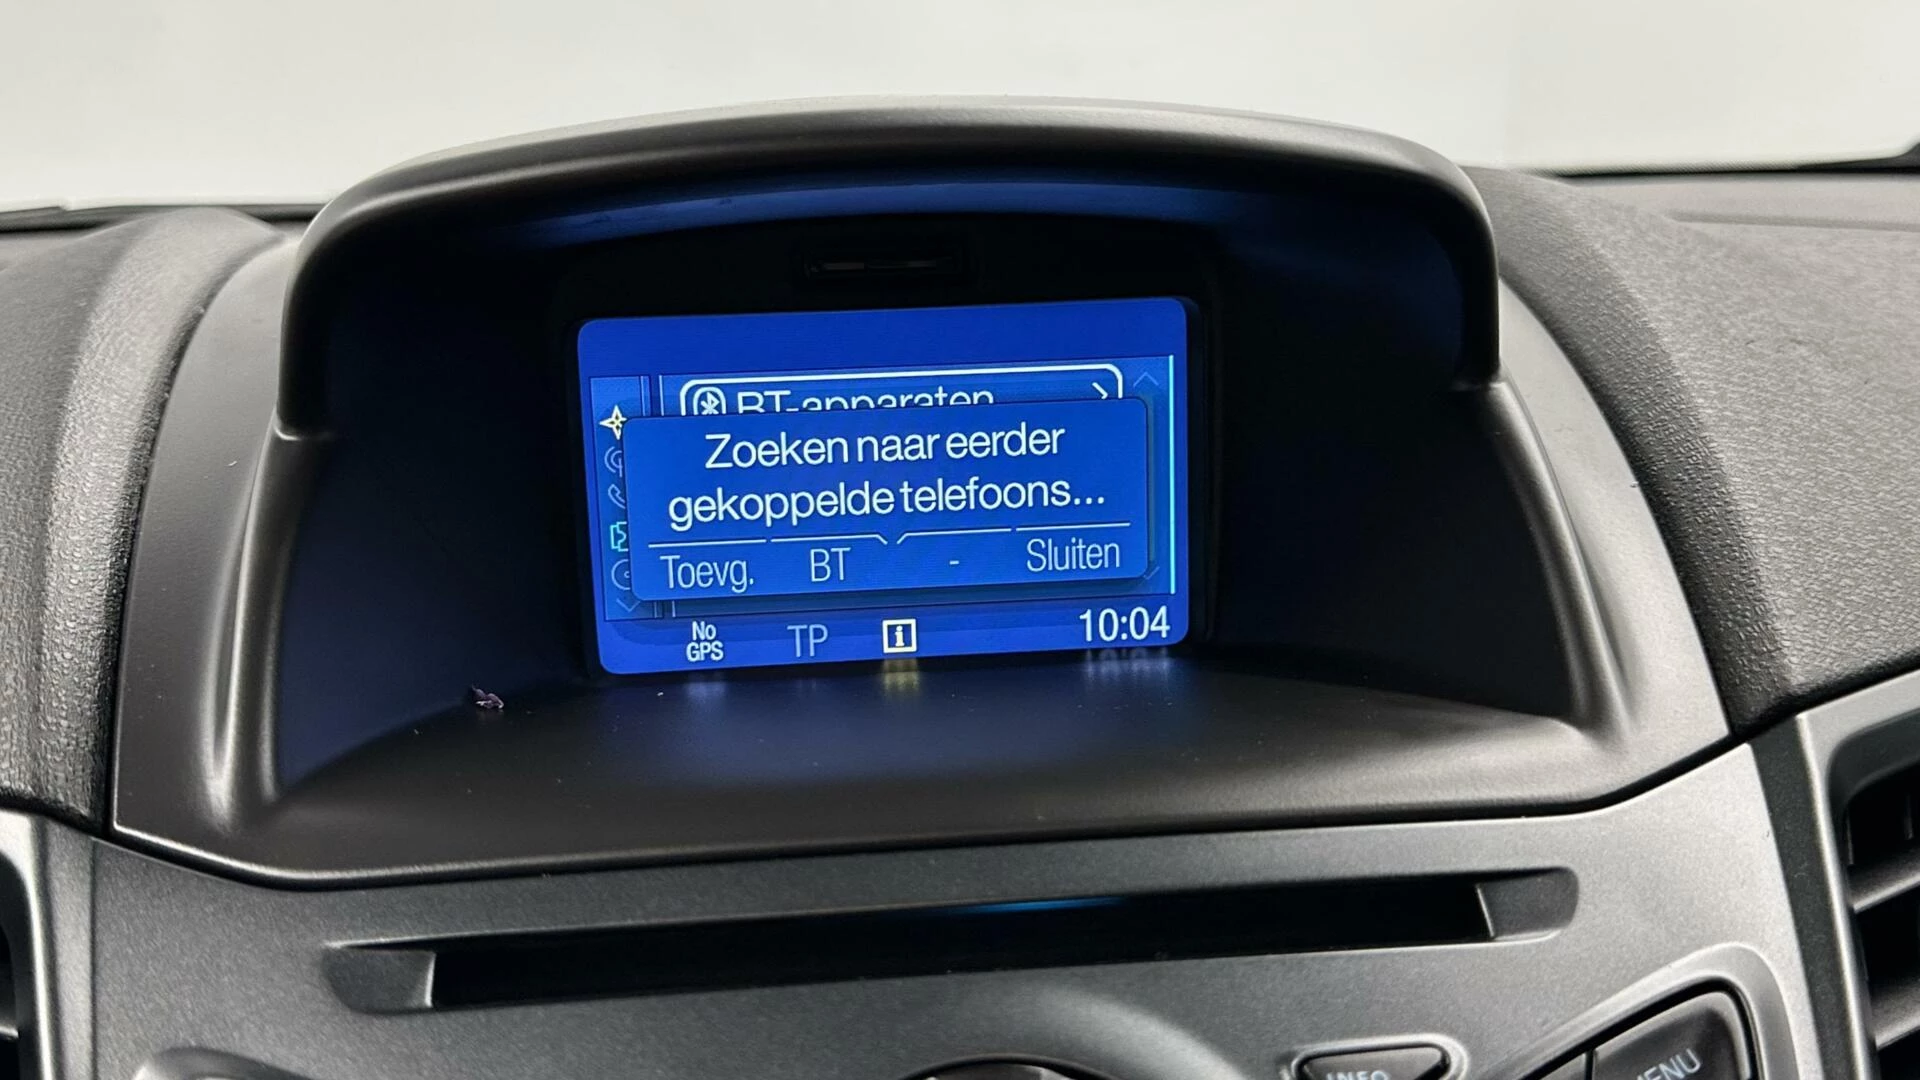 BT-apparaten
Zoeken naar eerder
gekoppelde telefoons...
Toevg. BT - Sluiten
No GPS TP i 10:04
INFO
MENU